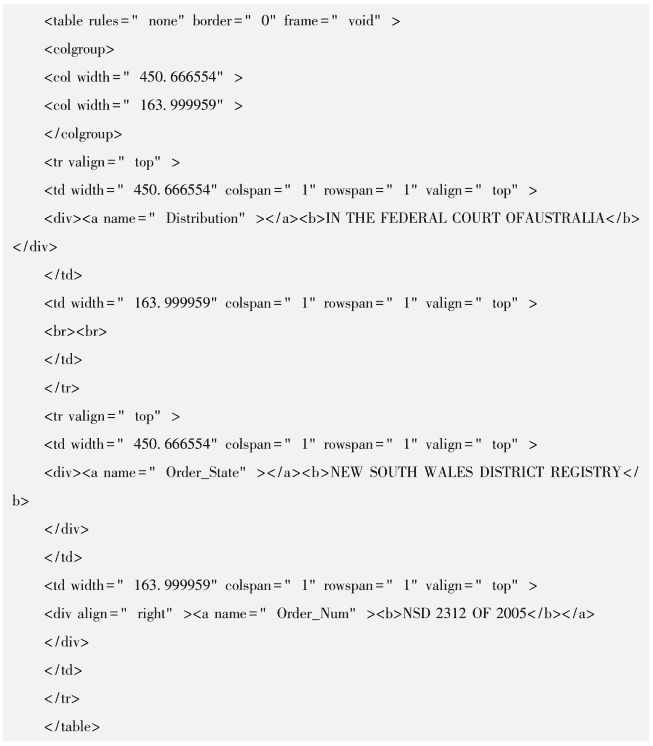 <table rules=" none" border=" 0" frame=" void" >
<colgroup>
<col width=" 450. 666554" >
<col width=" 163. 999959" >
</colgroup>
<tr valign=" top" >
<td width=" 450. 666554" colspan=" 1" rowspan=" 1" valign=" top" >
<div><a name=" Distribution" ></a><b>IN THE FEDERAL COURT OFAUSTRALIA</b>
</div>
</td>
<td width=" 163. 999959" colspan=" 1" rowspan=" 1" valign=" top" >
<br><br>
</td>
</tr>
<tr valign=" top" >
<td width=" 450. 666554" colspan=" 1" rowspan=" 1" valign=" top" >
<div><a name=" Order_State" ></a><b>NEW SOUTH WALES DISTRICT REGISTRY</
b>
</div>
</td>
<td width=" 163. 999959" colspan=" 1" rowspan=" 1" valign=" top" >
<div align=" right" ><a name=" Order_Num" ><b>NSD 2312 OF 2005</b></a>
</div>
</td>
</tr>
</table>